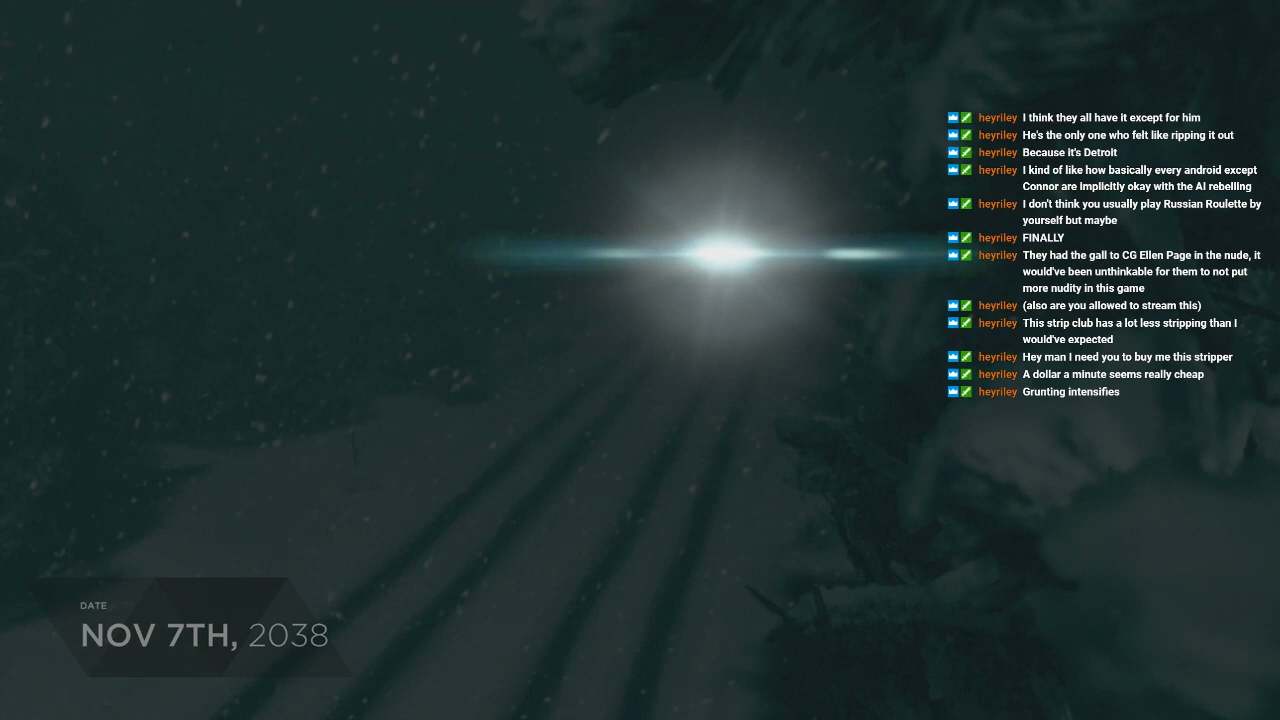 heyriley I think they all have it except for him
heyriley He's the only one who felt like ripping it out
heyriley Because It's Detroit
heyriley I kind of like how basically every android except
Connor are implicitly okay with the AI rebelling
heyriley I don't think you usually play Russian Roulette by
yourself but maybe
heyriley FINALLY
heyriley They had the gall to CG Ellen Page in the nude, it
would've been unthinkable for them to not put
more nudity in this game
heyriley (also are you allowed to stream this)
heyriley This strip club has a lot less stripping than I
would've expected
heyriley Hey man I need you to buy me this stripper
heyriley A dollar a minute seems really cheap
heyriley Grunting intensifies
DATE
NOV 7TH, 2038